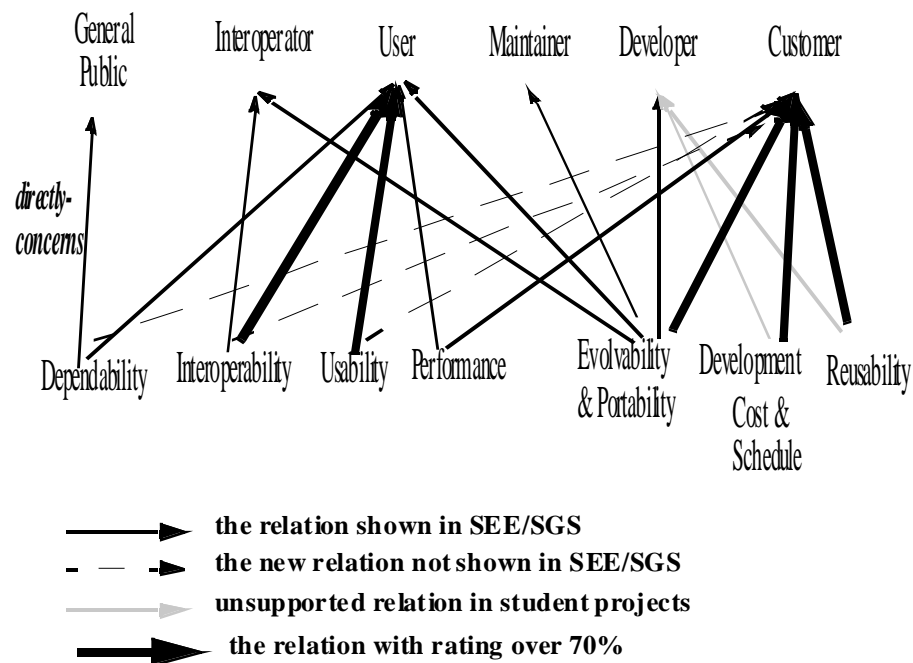 General
Public
Interoperator
User
Maintainer
Developer
Customer
directly-
concerns
Dependability
Interoperability
Usability
Performance
Evolvability
& Portability
Development
Cost &
Schedule
Reusability
the relation shown in SEE/SGS
the new relation not shown in SEE/SGS
unsupported relation in student projects
the relation with rating over 70%